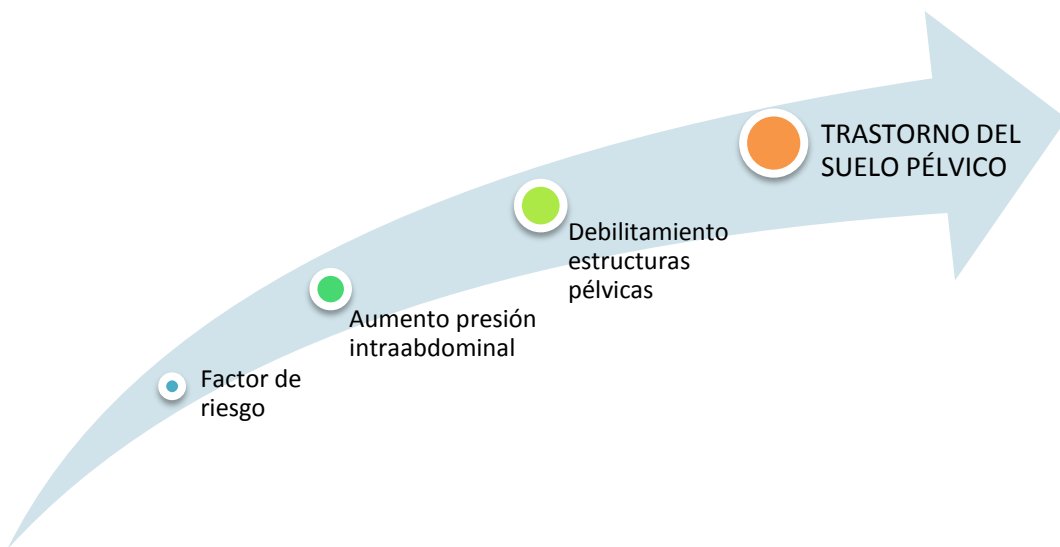 Factor de
riesgo
Aumento presión
intraabdominal
Debilitamiento
estructuras
pélvicas
TRASTORNO DEL
SUELO PÉLVICO